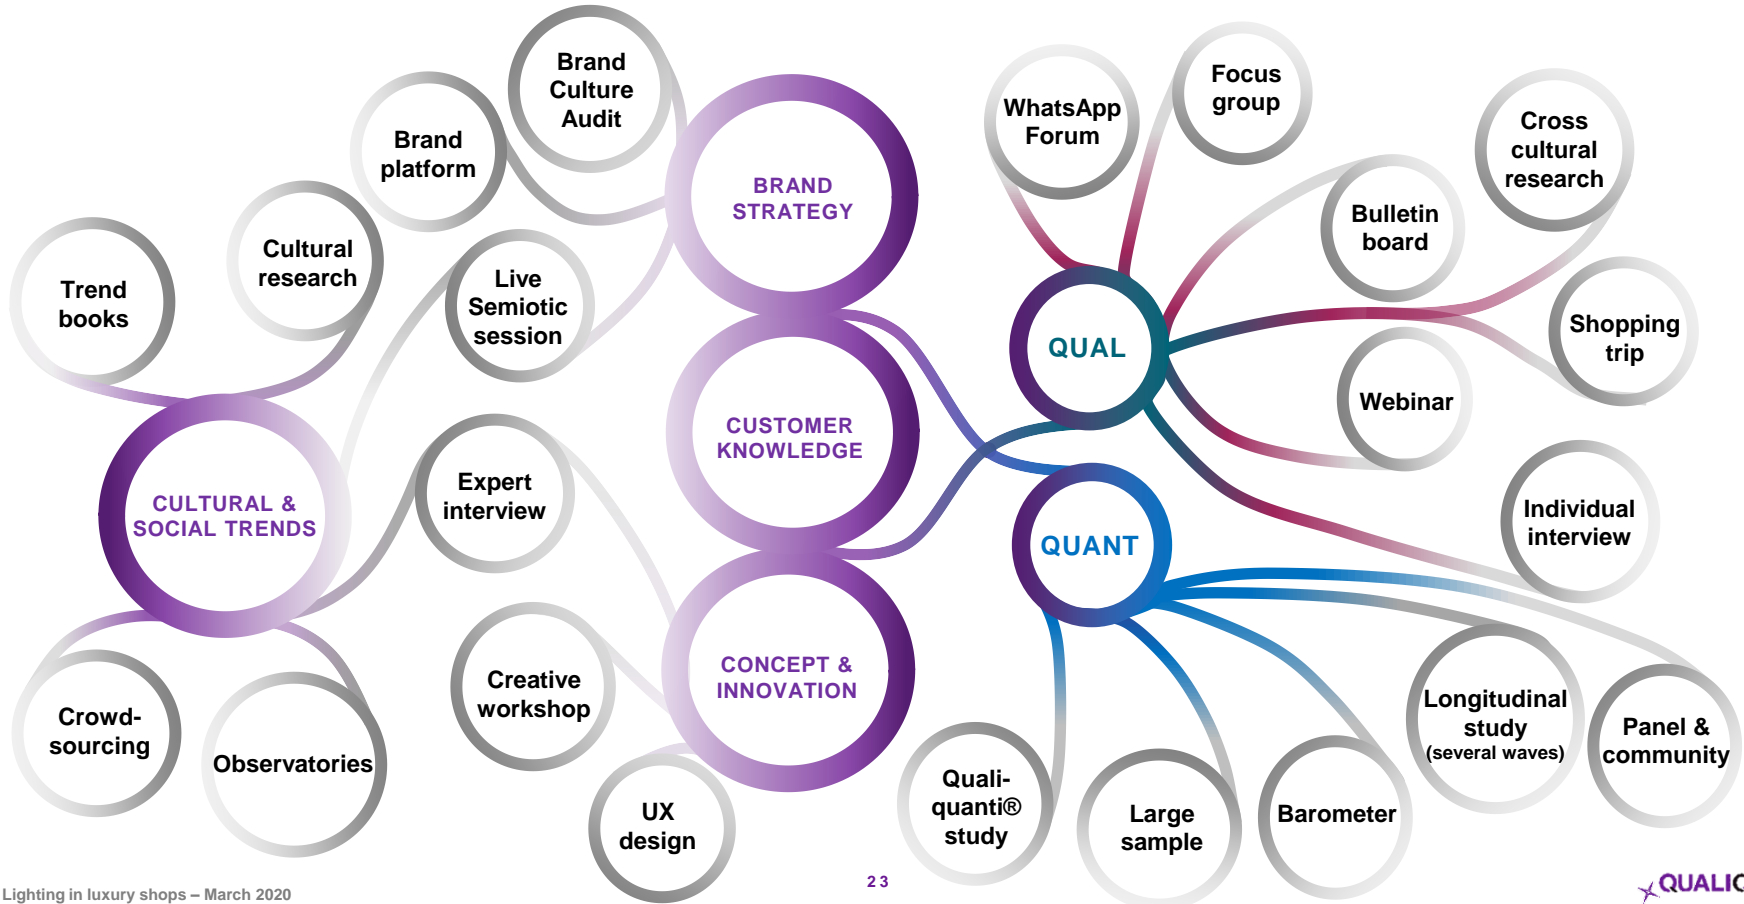 Brand
Culture
Audit
Brand
platform
Cultural
research
Trend
books
Live
Semiotic
session
BRAND
STRATEGY
CUSTOMER
KNOWLEDGE
CONCEPT &
INNOVATION
CULTURAL &
SOCIAL TRENDS
Expert
interview
Creative
workshop
UX
design
Crowd-
sourcing
Observatories
WhatsApp
Forum
Focus
group
Cross
cultural
research
Bulletin
board
Shopping
trip
Webinar
Individual
interview
QUAL
QUANT
Quali-
quanti®
study
Large
sample
Barometer
Longitudinal
study
(several waves)
Panel &
community
Lighting in luxury shops – March 2020
23
QUALIQ